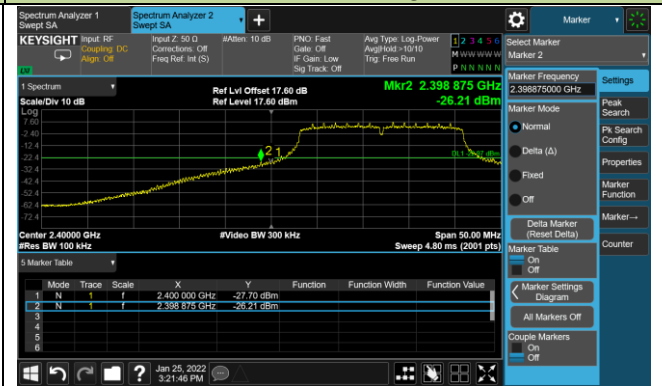 Spectrum Analyzer 1
Swept SA
Spectrum Analyzer 2
Swept SA
+
Marker
KEYSIGHT
Input: RF
Coupling: DC
Align: Off
Input Z: 50 Ω
Corrections: Off
Freq Ref: Int (S)
#Atten: 10 dB
PNO: Fast
Gate: Off
IF Gain: Low
Sig Track: Off
Avg Type: Log-Power
Avg|Hold:>10/10
Trig: Free Run
1 2 3 4 5 6
M W W W W W
P N N N N N
Select Marker
Marker 2
1 Spectrum
Scale/Div 10 dB
Log
Ref Lvl Offset 17.60 dB
Ref Level 17.60 dBm
Mkr2 2.398 875 GHz
-26.21 dBm
7.60
-2.40
-12.4
-22.4
-32.4
-42.4
-52.4
-62.4
-72.4
2 1
Center 2.40000 GHz
#Res BW 100 kHz
#Video BW 300 kHz
Span 50.00 MHz
Sweep 4.80 ms (2001 pts)
5 Marker Table
Mode Trace Scale X Y Function Function Width Function Value
1 N 1 f 2.400 000 GHz -27.70 dBm
2 N 1 f 2.398 875 GHz -26.21 dBm
3
4
5
6
Marker Frequency
2.398875000 GHz
Marker Mode
Normal
Delta (Δ)
Fixed
Off
Delta Marker
(Reset Delta)
Marker Table
On
Off
Marker Settings
Diagram
All Markers Off
Couple Markers
On
Off
Settings
Peak
Search
Pk Search
Config
Properties
Marker
Function
Marker→
Counter
?
Jan 25, 2022
3:21:46 PM